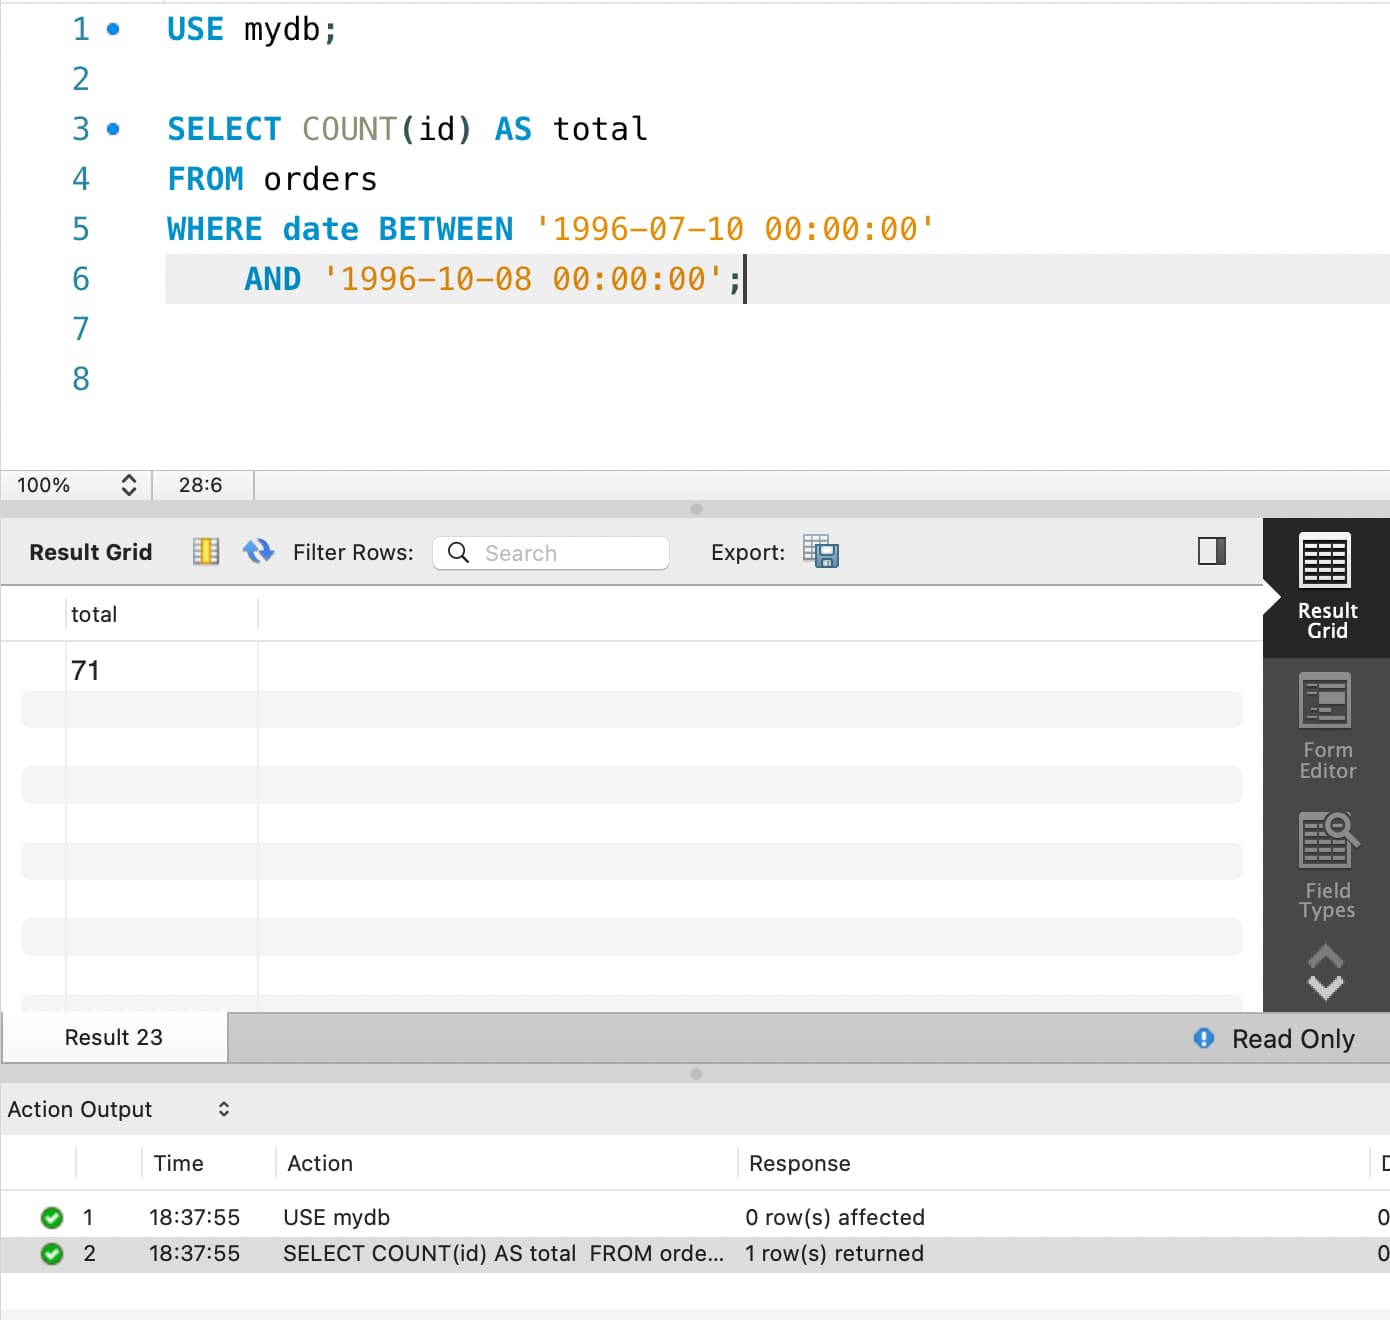 1 USE mydb;
2
3 SELECT COUNT(id) AS total
4 FROM orders
5 WHERE date BETWEEN '1996-07-10 00:00:00'
6 AND '1996-10-08 00:00:00';
7
8
100% 28:6
Result Grid Filter Rows: Search Export:
Result
Grid
total
71
Form
Editor
Field
Types
Result 23 Read Only
Action Output
Time Action Response
1 18:37:55 USE mydb 0 row(s) affected 0
2 18:37:55 SELECT COUNT(id) AS total FROM orde... 1 row(s) returned 0